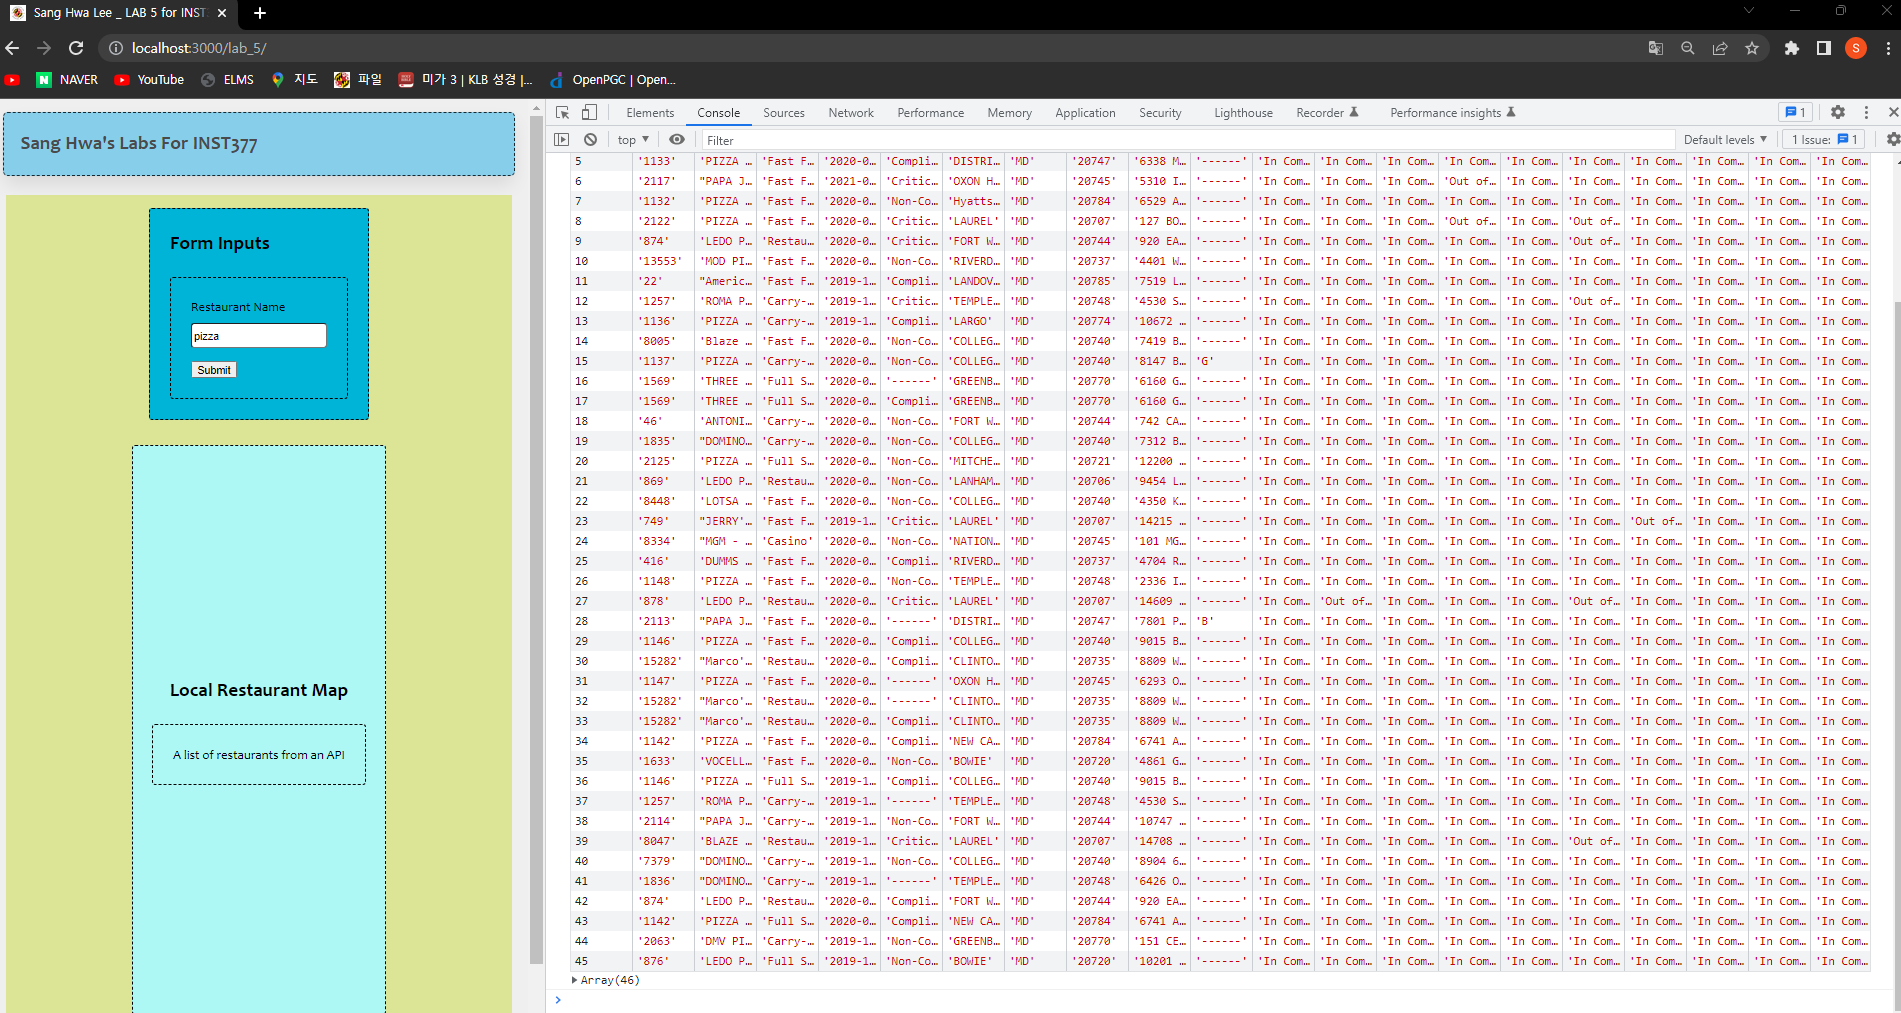 Sang Hwa Lee _ LAB 5 for INST
localhost:3000/lab_5/
S
NAVER YouTube ELMS 지도 파일 미가 3 | KLB 성경 |... OpenPGC | Open...
Sang Hwa's Labs For INST377
Form Inputs
Restaurant Name
pizza
Submit
Local Restaurant Map
A list of restaurants from an API
Elements Console Sources Network Performance Memory Application Security Lighthouse Recorder Performance insights 1
top Filter Default levels 1 Issue: 1
5 '1133' 'PIZZA … 'Fast F… '2020-0… 'Compli… 'DISTRI… 'MD' '20747' '6338 M… '------' 'In Com… 'In Com… 'In Com… 'In Com… 'In Com… 'In Com… 'In Com… 'In Com… 'In Com… 'In Com…
6 '2117' "PAPA J… 'Fast F… '2021-0… 'Critic… 'OXON H… 'MD' '20745' '5310 I… '------' 'In Com… 'In Com… 'In Com… 'Out of… 'In Com… 'In Com… 'In Com… 'In Com… 'In Com… 'In Com…
7 '1132' 'PIZZA … 'Fast F… '2020-0… 'Non-Co… 'Hyatts… 'MD' '20784' '6529 A… '------' 'In Com… 'In Com… 'In Com… 'In Com… 'In Com… 'In Com… 'In Com… 'In Com… 'In Com… 'In Com…
8 '2122' 'PIZZA … 'Fast F… '2020-0… 'Critic… 'LAUREL' 'MD' '20707' '127 BO… '------' 'In Com… 'In Com… 'In Com… 'Out of… 'In Com… 'Out of… 'In Com… 'In Com… 'In Com… 'In Com…
9 '874' 'LEDO P… 'Restau… '2020-0… 'Critic… 'FORT W… 'MD' '20744' '920 EA… '------' 'In Com… 'In Com… 'In Com… 'In Com… 'In Com… 'Out of… 'In Com… 'In Com… 'In Com… 'In Com…
10 '13553' 'MOD PI… 'Fast F… '2020-0… 'Non-Co… 'RIVERD… 'MD' '20737' '4401 W… '------' 'In Com… 'In Com… 'In Com… 'In Com… 'In Com… 'In Com… 'In Com… 'In Com… 'In Com… 'In Com…
11 '22' "Americ… 'Fast F… '2019-1… 'Compli… 'LANDOV… 'MD' '20785' '7519 L… '------' 'In Com… 'In Com… 'In Com… 'In Com… 'In Com… 'In Com… 'In Com… 'In Com… 'In Com… 'In Com…
12 '1257' 'ROMA P… 'Carry-… '2019-1… 'Critic… 'TEMPLE… 'MD' '20748' '4530 S… '------' 'In Com… 'In Com… 'In Com… 'In Com… 'In Com… 'Out of… 'In Com… 'In Com… 'In Com… 'In Com…
13 '1136' 'PIZZA … 'Carry-… '2019-1… 'Compli… 'LARGO' 'MD' '20774' '10672 … '------' 'In Com… 'In Com… 'In Com… 'In Com… 'In Com… 'In Com… 'In Com… 'In Com… 'In Com… 'In Com…
14 '8005' 'Blaze … 'Fast F… '2020-0… 'Non-Co… 'COLLEG… 'MD' '20740' '7419 B… '------' 'In Com… 'In Com… 'In Com… 'In Com… 'In Com… 'In Com… 'In Com… 'In Com… 'In Com… 'In Com…
15 '1137' 'PIZZA … 'Carry-… '2020-0… 'Non-Co… 'COLLEG… 'MD' '20740' '8147 B… 'G' 'In Com… 'In Com… 'In Com… 'In Com… 'In Com… 'In Com… 'In Com… 'In Com… 'In Com… 'In Com…
16 '1569' 'THREE … 'Full S… '2020-0… '------' 'GREENB… 'MD' '20770' '6160 G… '------' 'In Com… 'In Com… 'In Com… 'In Com… 'In Com… 'In Com… 'In Com… 'In Com… 'In Com… 'In Com…
17 '1569' 'THREE … 'Full S… '2020-0… 'Compli… 'GREENB… 'MD' '20770' '6160 G… '------' 'In Com… 'In Com… 'In Com… 'In Com… 'In Com… 'In Com… 'In Com… 'In Com… 'In Com… 'In Com…
18 '46' 'ANTONI… 'Carry-… '2020-0… 'Non-Co… 'FORT W… 'MD' '20744' '742 CA… '------' 'In Com… 'In Com… 'In Com… 'In Com… 'In Com… 'In Com… 'In Com… 'In Com… 'In Com… 'In Com…
19 '1835' "DOMINO… 'Carry-… '2020-0… 'Non-Co… 'COLLEG… 'MD' '20740' '7312 B… '------' 'In Com… 'In Com… 'In Com… 'In Com… 'In Com… 'In Com… 'In Com… 'In Com… 'In Com… 'In Com…
20 '2125' 'PIZZA … 'Full S… '2020-0… 'Non-Co… 'MITCHE… 'MD' '20721' '12200 … '------' 'In Com… 'In Com… 'In Com… 'In Com… 'In Com… 'In Com… 'In Com… 'In Com… 'In Com… 'In Com…
21 '869' 'LEDO P… 'Restau… '2020-0… 'Non-Co… 'LANHAM… 'MD' '20706' '9454 L… '------' 'In Com… 'In Com… 'In Com… 'In Com… 'In Com… 'In Com… 'In Com… 'In Com… 'In Com… 'In Com…
22 '8448' 'LOTSA … 'Fast F… '2020-0… 'Non-Co… 'COLLEG… 'MD' '20740' '4350 K… '------' 'In Com… 'In Com… 'In Com… 'In Com… 'In Com… 'In Com… 'In Com… 'In Com… 'In Com… 'In Com…
23 '749' "JERRY'… 'Fast F… '2019-1… 'Critic… 'LAUREL' 'MD' '20707' '14215 … '------' 'In Com… 'In Com… 'In Com… 'In Com… 'In Com… 'In Com… 'Out of… 'In Com… 'In Com… 'In Com…
24 '8334' "MGM - … 'Casino' '2020-0… 'Non-Co… 'NATION… 'MD' '20745' '101 MG… '------' 'In Com… 'In Com… 'In Com… 'In Com… 'In Com… 'In Com… 'In Com… 'In Com… 'In Com… 'In Com…
25 '416' 'DUMMS … 'Fast F… '2020-0… 'Compli… 'RIVERD… 'MD' '20737' '4704 R… '------' 'In Com… 'In Com… 'In Com… 'In Com… 'In Com… 'In Com… 'In Com… 'In Com… 'In Com… 'In Com…
26 '1148' 'PIZZA … 'Fast F… '2020-0… 'Non-Co… 'TEMPLE… 'MD' '20748' '2336 I… '------' 'In Com… 'In Com… 'In Com… 'In Com… 'In Com… 'In Com… 'In Com… 'In Com… 'In Com… 'In Com…
27 '878' 'LEDO P… 'Restau… '2020-0… 'Critic… 'LAUREL' 'MD' '20707' '14609 … '------' 'In Com… 'Out of… 'In Com… 'In Com… 'In Com… 'Out of… 'In Com… 'In Com… 'In Com… 'In Com…
28 '2113' "PAPA J… 'Fast F… '2020-0… '------' 'DISTRI… 'MD' '20747' '7801 P… 'B' 'In Com… 'In Com… 'In Com… 'In Com… 'In Com… 'In Com… 'In Com… 'In Com… 'In Com… 'In Com…
29 '1146' 'PIZZA … 'Fast F… '2020-0… 'Compli… 'COLLEG… 'MD' '20740' '9015 B… '------' 'In Com… 'In Com… 'In Com… 'In Com… 'In Com… 'In Com… 'In Com… 'In Com… 'In Com… 'In Com…
30 '15282' "Marco'… 'Restau… '2020-0… 'Compli… 'CLINTO… 'MD' '20735' '8809 W… '------' 'In Com… 'In Com… 'In Com… 'In Com… 'In Com… 'In Com… 'In Com… 'In Com… 'In Com… 'In Com…
31 '1147' 'PIZZA … 'Fast F… '2020-0… '------' 'OXON H… 'MD' '20745' '6293 O… '------' 'In Com… 'In Com… 'In Com… 'In Com… 'In Com… 'In Com… 'In Com… 'In Com… 'In Com… 'In Com…
32 '15282' "Marco'… 'Restau… '2020-0… '------' 'CLINTO… 'MD' '20735' '8809 W… '------' 'In Com… 'In Com… 'In Com… 'In Com… 'In Com… 'In Com… 'In Com… 'In Com… 'In Com… 'In Com…
33 '15282' "Marco'… 'Restau… '2020-0… 'Compli… 'CLINTO… 'MD' '20735' '8809 W… '------' 'In Com… 'In Com… 'In Com… 'In Com… 'In Com… 'In Com… 'In Com… 'In Com… 'In Com… 'In Com…
34 '1142' 'PIZZA … 'Fast F… '2020-0… 'Compli… 'NEW CA… 'MD' '20784' '6741 A… '------' 'In Com… 'In Com… 'In Com… 'In Com… 'In Com… 'In Com… 'In Com… 'In Com… 'In Com… 'In Com…
35 '1633' 'VOCELL… 'Fast F… '2020-0… 'Non-Co… 'BOWIE' 'MD' '20720' '4861 G… '------' 'In Com… 'In Com… 'In Com… 'In Com… 'In Com… 'In Com… 'In Com… 'In Com… 'In Com… 'In Com…
36 '1146' 'PIZZA … 'Full S… '2019-1… 'Compli… 'COLLEG… 'MD' '20740' '9015 B… '------' 'In Com… 'In Com… 'In Com… 'In Com… 'In Com… 'In Com… 'In Com… 'In Com… 'In Com… 'In Com…
37 '1257' 'ROMA P… 'Carry-… '2019-1… '------' 'TEMPLE… 'MD' '20748' '4530 S… '------' 'In Com… 'In Com… 'In Com… 'In Com… 'In Com… 'In Com… 'In Com… 'In Com… 'In Com… 'In Com…
38 '2114' "PAPA J… 'Carry-… '2019-1… 'Non-Co… 'FORT W… 'MD' '20744' '10747 … '------' 'In Com… 'In Com… 'In Com… 'In Com… 'In Com… 'In Com… 'In Com… 'In Com… 'In Com… 'In Com…
39 '8047' 'BLAZE … 'Restau… '2019-1… 'Critic… 'LAUREL' 'MD' '20707' '14708 … '------' 'In Com… 'In Com… 'In Com… 'In Com… 'In Com… 'Out of… 'In Com… 'In Com… 'In Com… 'In Com…
40 '7379' "DOMINO… 'Carry-… '2019-1… 'Non-Co… 'COLLEG… 'MD' '20740' '8904 6… '------' 'In Com… 'In Com… 'In Com… 'In Com… 'In Com… 'In Com… 'In Com… 'In Com… 'In Com… 'In Com…
41 '1836' "DOMINO… 'Carry-… '2019-1… '------' 'TEMPLE… 'MD' '20748' '6426 O… '------' 'In Com… 'In Com… 'In Com… 'In Com… 'In Com… 'In Com… 'In Com… 'In Com… 'In Com… 'In Com…
42 '874' 'LEDO P… 'Restau… '2020-0… 'Compli… 'FORT W… 'MD' '20744' '920 EA… '------' 'In Com… 'In Com… 'In Com… 'In Com… 'In Com… 'In Com… 'In Com… 'In Com… 'In Com… 'In Com…
43 '1142' 'PIZZA … 'Full S… '2020-0… 'Compli… 'NEW CA… 'MD' '20784' '6741 A… '------' 'In Com… 'In Com… 'In Com… 'In Com… 'In Com… 'In Com… 'In Com… 'In Com… 'In Com… 'In Com…
44 '2063' 'DMV PI… 'Carry-… '2019-1… 'Non-Co… 'GREENB… 'MD' '20770' '151 CE… '------' 'In Com… 'In Com… 'In Com… 'In Com… 'In Com… 'In Com… 'In Com… 'In Com… 'In Com… 'In Com…
45 '876' 'LEDO P… 'Full S… '2019-1… 'Non-Co… 'BOWIE' 'MD' '20720' '10201 … '------' 'In Com… 'In Com… 'In Com… 'In Com… 'In Com… 'In Com… 'In Com… 'In Com… 'In Com… 'In Com…
Array(46)